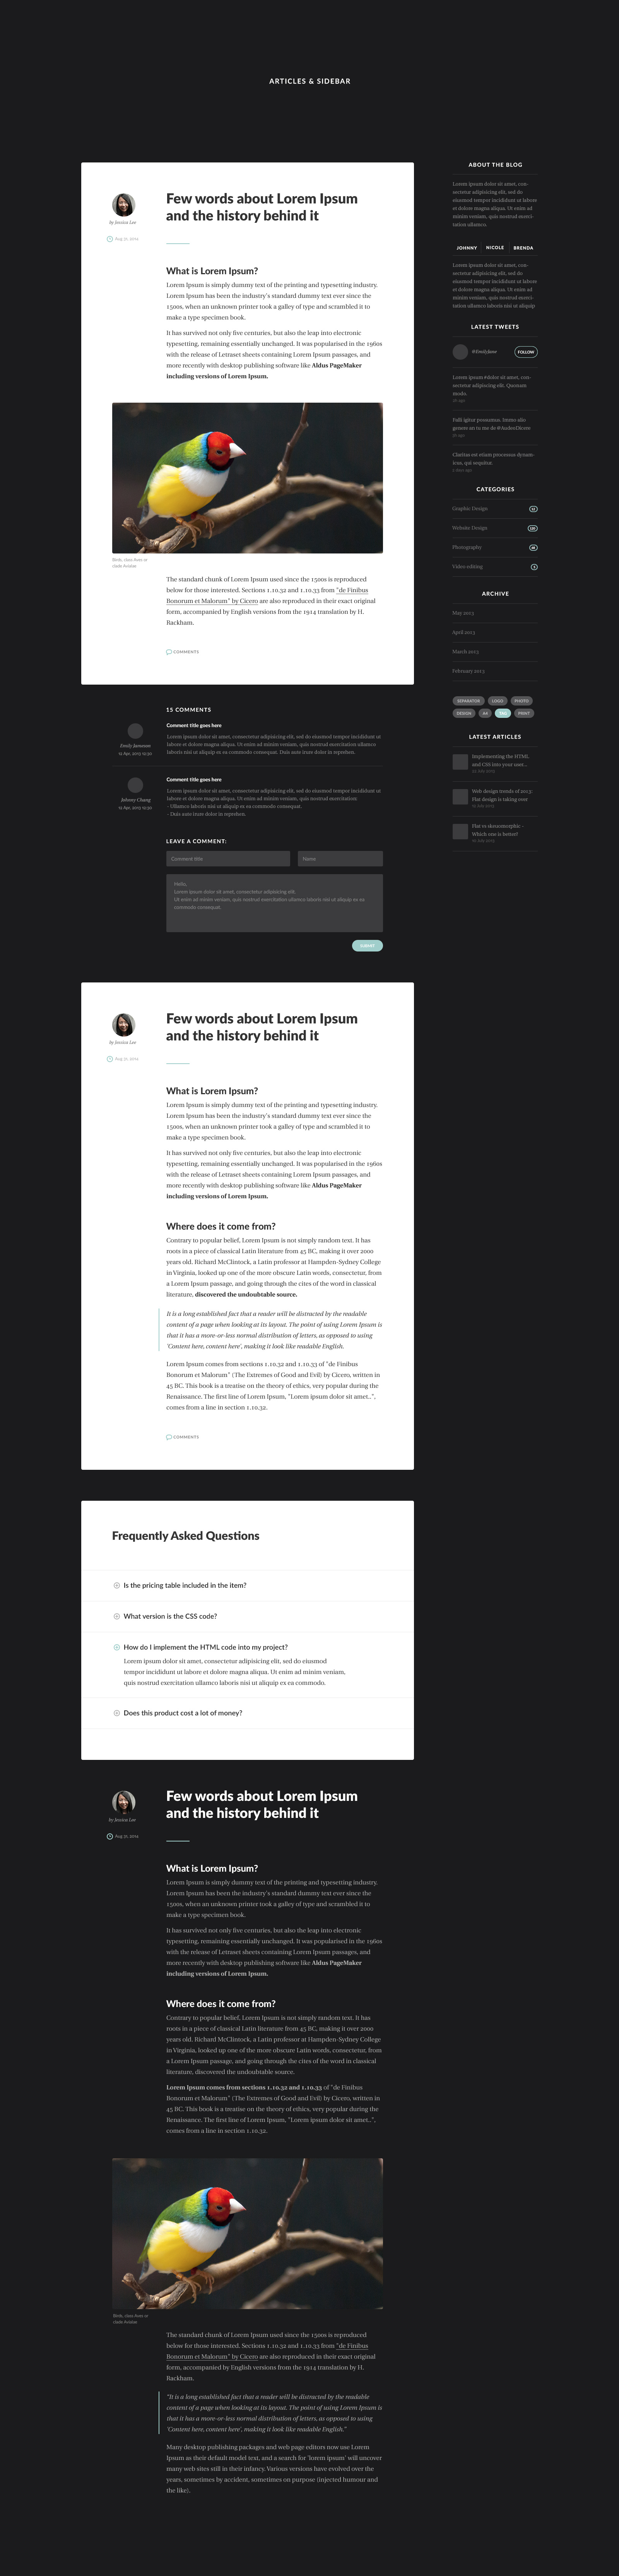 ARTICLES & SIDEBAR
by Jessica Lee
Aug 31, 2014
Few words about Lorem Ipsum
and the history behind it
What is Lorem Ipsum?
Lorem Ipsum is simply dummy text of the printing and typesetting industry.
Lorem Ipsum has been the industry's standard dummy text ever since the
1500s, when an unknown printer took a galley of type and scrambled it to
make a type specimen book.
It has survived not only five centuries, but also the leap into electronic
typesetting, remaining essentially unchanged. It was popularised in the 1960s
with the release of Letraset sheets containing Lorem Ipsum passages, and
more recently with desktop publishing software like Aldus PageMaker
including versions of Lorem Ipsum.
Birds, class Aves or
clade Avialae
The standard chunk of Lorem Ipsum used since the 1500s is reproduced
below for those interested. Sections 1.10.32 and 1.10.33 from "de Finibus
Bonorum et Malorum" by Cicero are also reproduced in their exact original
form, accompanied by English versions from the 1914 translation by H.
Rackham.
COMMENTS
15 COMMENTS
Emily Jameson
19 Apr, 2013 12:30
Comment title goes here
Lorem ipsum dolor sit amet, consectetur adipisicing elit, sed do eiusmod tempor incididunt ut
labore et dolore magna aliqua. Ut enim ad minim veniam, quis nostrud exercitation ullamco
laboris nisi ut aliquip ex ea commodo consequat. Duis aute irure dolor in reprehen.
Johnny Chang
19 Apr, 2013 12:30
Comment title goes here
Lorem ipsum dolor sit amet, consectetur adipisicing elit, sed do eiusmod tempor incididunt ut
labore et dolore magna aliqua. Ut enim ad minim veniam, quis nostrud exercitation.
- Ullamco laboris nisi ut aliquip ex ea commodo consequat.
- Duis aute irure dolor in reprehen.
LEAVE A COMMENT:
Comment title
Name
Hello,
Lorem ipsum dolor sit amet, consectetur adipisicing elit.
Ut enim ad minim veniam, quis nostrud exercitation ullamco laboris nisi ut aliquip ex ea
commodo consequat.
SUBMIT
by Jessica Lee
Aug 31, 2014
Few words about Lorem Ipsum
and the history behind it
What is Lorem Ipsum?
Lorem Ipsum is simply dummy text of the printing and typesetting industry.
Lorem Ipsum has been the industry's standard dummy text ever since the
1500s, when an unknown printer took a galley of type and scrambled it to
make a type specimen book.
It has survived not only five centuries, but also the leap into electronic
typesetting, remaining essentially unchanged. It was popularised in the 1960s
with the release of Letraset sheets containing Lorem Ipsum passages, and
more recently with desktop publishing software like Aldus PageMaker
including versions of Lorem Ipsum.
Where does it come from?
Contrary to popular belief, Lorem Ipsum is not simply random text. It has
roots in a piece of classical Latin literature from 45 BC, making it over 2000
years old. Richard McClintock, a Latin professor at Hampden-Sydney College
in Virginia, looked up one of the more obscure Latin words, consectetur, from
a Lorem Ipsum passage, and going through the cites of the word in classical
literature, discovered the undoubtable source.
It is a long established fact that a reader will be distracted by the readable
content of a page when looking at its layout. The point of using Lorem Ipsum is
that it has a more-or-less normal distribution of letters, as opposed to using
'Content here, content here', making it look like readable English.
Lorem Ipsum comes from sections 1.10.32 and 1.10.33 of "de Finibus
Bonorum et Malorum" (The Extremes of Good and Evil) by Cicero, written in
45 BC. This book is a treatise on the theory of ethics, very popular during the
Renaissance. The first line of Lorem Ipsum, "Lorem ipsum dolor sit amet..",
comes from a line in section 1.10.32.
COMMENTS
Frequently Asked Questions
Is the pricing table included in the item?
What version is the CSS code?
How do I implement the HTML code into my project?
Lorem ipsum dolor sit amet, consectetur adipisicing elit, sed do eiusmod
tempor incididunt ut labore et dolore magna aliqua. Ut enim ad minim veniam,
quis nostrud exercitation ullamco laboris nisi ut aliquip ex ea commodo.
Does this product cost a lot of money?
by Jessica Lee
Aug 31, 2014
Few words about Lorem Ipsum
and the history behind it
What is Lorem Ipsum?
Lorem Ipsum is simply dummy text of the printing and typesetting industry.
Lorem Ipsum has been the industry's standard dummy text ever since the
1500s, when an unknown printer took a galley of type and scrambled it to
make a type specimen book.
It has survived not only five centuries, but also the leap into electronic
typesetting, remaining essentially unchanged. It was popularised in the 1960s
with the release of Letraset sheets containing Lorem Ipsum passages, and
more recently with desktop publishing software like Aldus PageMaker
including versions of Lorem Ipsum.
Where does it come from?
Contrary to popular belief, Lorem Ipsum is not simply random text. It has
roots in a piece of classical Latin literature from 45 BC, making it over 2000
years old. Richard McClintock, a Latin professor at Hampden-Sydney College
in Virginia, looked up one of the more obscure Latin words, consectetur, from
a Lorem Ipsum passage, and going through the cites of the word in classical
literature, discovered the undoubtable source.
Lorem Ipsum comes from sections 1.10.32 and 1.10.33 of "de Finibus
Bonorum et Malorum" (The Extremes of Good and Evil) by Cicero, written in
45 BC. This book is a treatise on the theory of ethics, very popular during the
Renaissance. The first line of Lorem Ipsum, "Lorem ipsum dolor sit amet..",
comes from a line in section 1.10.32.
Birds, class Aves or
clade Avialae
The standard chunk of Lorem Ipsum used since the 1500s is reproduced
below for those interested. Sections 1.10.32 and 1.10.33 from "de Finibus
Bonorum et Malorum" by Cicero are also reproduced in their exact original
form, accompanied by English versions from the 1914 translation by H.
Rackham.
"It is a long established fact that a reader will be distracted by the readable
content of a page when looking at its layout. The point of using Lorem Ipsum is
that it has a more-or-less normal distribution of letters, as opposed to using
'Content here, content here', making it look like readable English."
Many desktop publishing packages and web page editors now use Lorem
Ipsum as their default model text, and a search for 'lorem ipsum' will uncover
many web sites still in their infancy. Various versions have evolved over the
years, sometimes by accident, sometimes on purpose (injected humour and
the like).
ABOUT THE BLOG
Lorem ipsum dolor sit amet, con-
sectetur adipisicing elit, sed do
eiusmod tempor incididunt ut labore
et dolore magna aliqua. Ut enim ad
minim veniam, quis nostrud exerci-
tation ullamco.
JOHNNY
NICOLE
BRENDA
Lorem ipsum dolor sit amet, con-
sectetur adipisicing elit, sed do
eiusmod tempor incididunt ut labore
et dolore magna aliqua. Ut enim ad
minim veniam, quis nostrud exerci-
tation ullamco laboris nisi ut aliquip
LATEST TWEETS
@EmilyJane
FOLLOW
Lorem ipsum #dolor sit amet, con-
sectetur adipiscing elit. Quonam
modo.
Falli igitur possumus. Immo alio
genere an tu me de @AudeoDicere
Claritas est etiam processus dynam-
icus, qui sequitur.
CATEGORIES
Graphic Design
Website Design
Photography
Video editing
ARCHIVE
May 2013
April 2013
March 2013
February 2013
SEPARATOS
LOGO
PHOTO
DESIGN
A4
TAG
PRINT
LATEST ARTICLES
Implementing the HTML
and CSS into your user...
Web design trends of 2013:
Flat design is taking over
Flat vs skeuomorphic -
Which one is better?